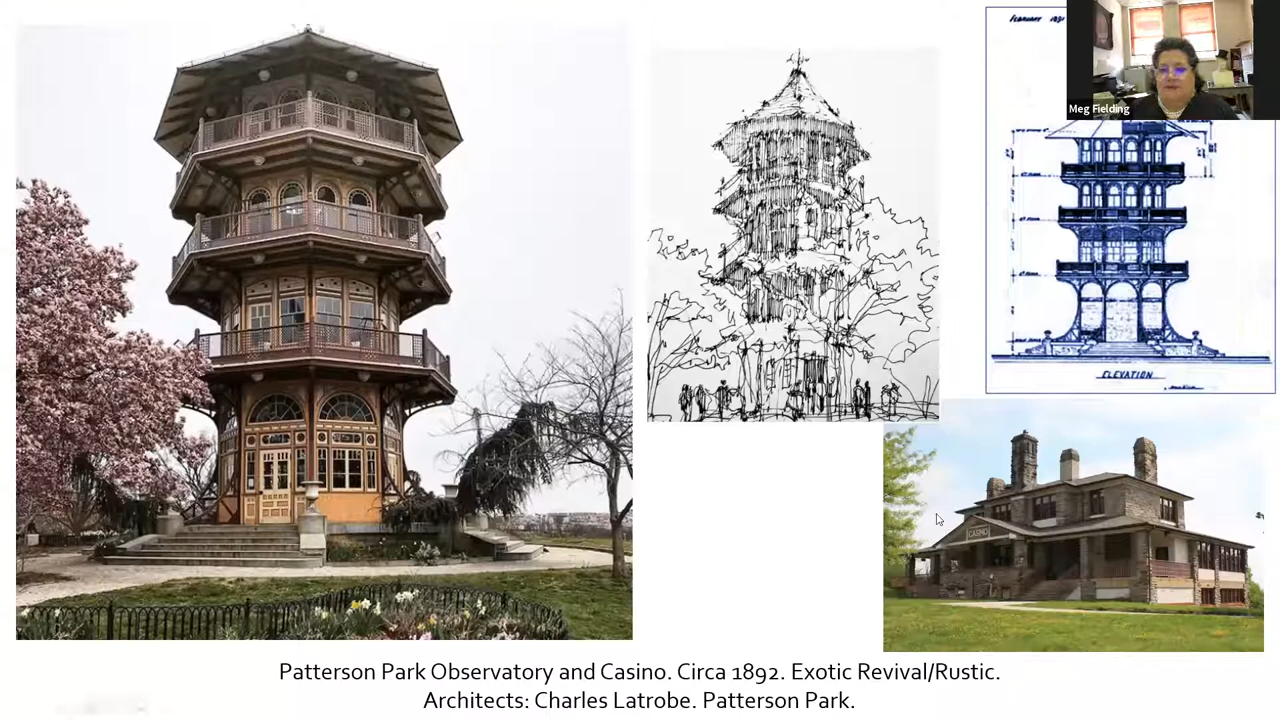 Meg Fielding
ELEVATION
CASINO
Patterson Park Observatory and Casino. Circa 1892. Exotic Revival/Rustic.
Architects: Charles Latrobe. Patterson Park.